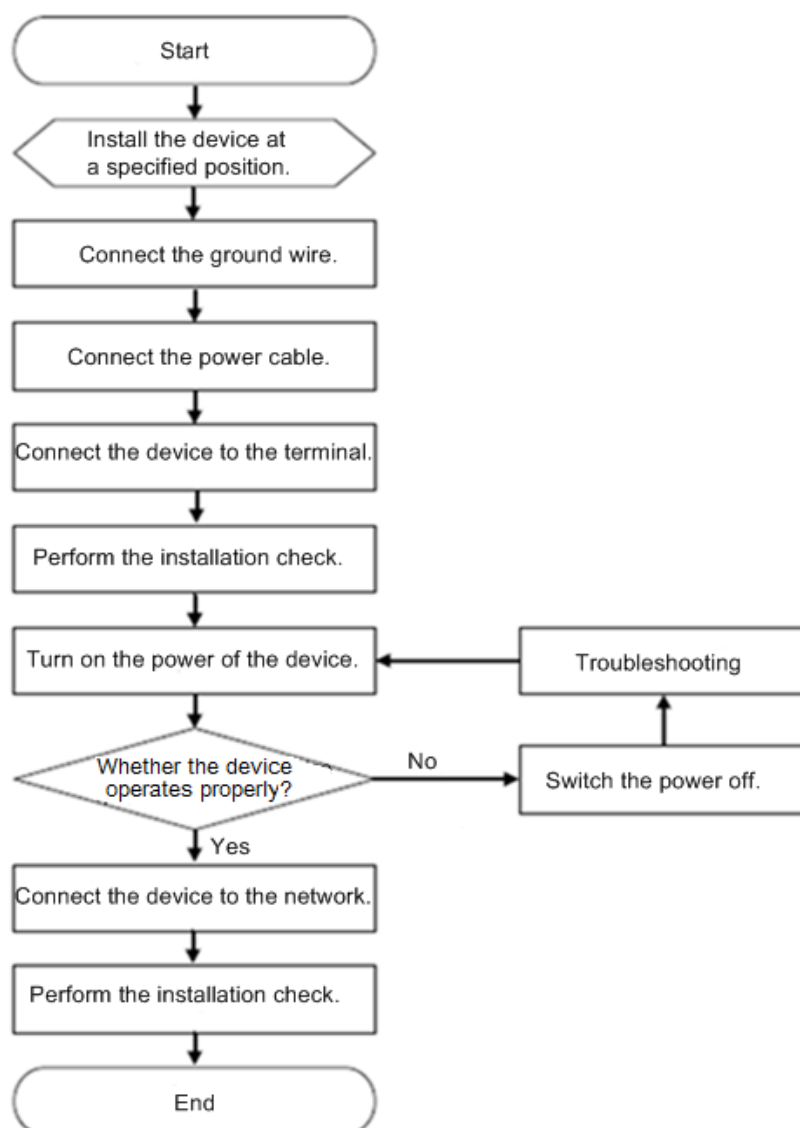 Start
Install the device at
a specified position.
Connect the ground wire.
Connect the power cable.
Connect the device to the terminal.
Perform the installation check.
Turn on the power of the device.
Troubleshooting
Whether the device
operates properly?
No
Switch the power off.
Yes
Connect the device to the network.
Perform the installation check.
End